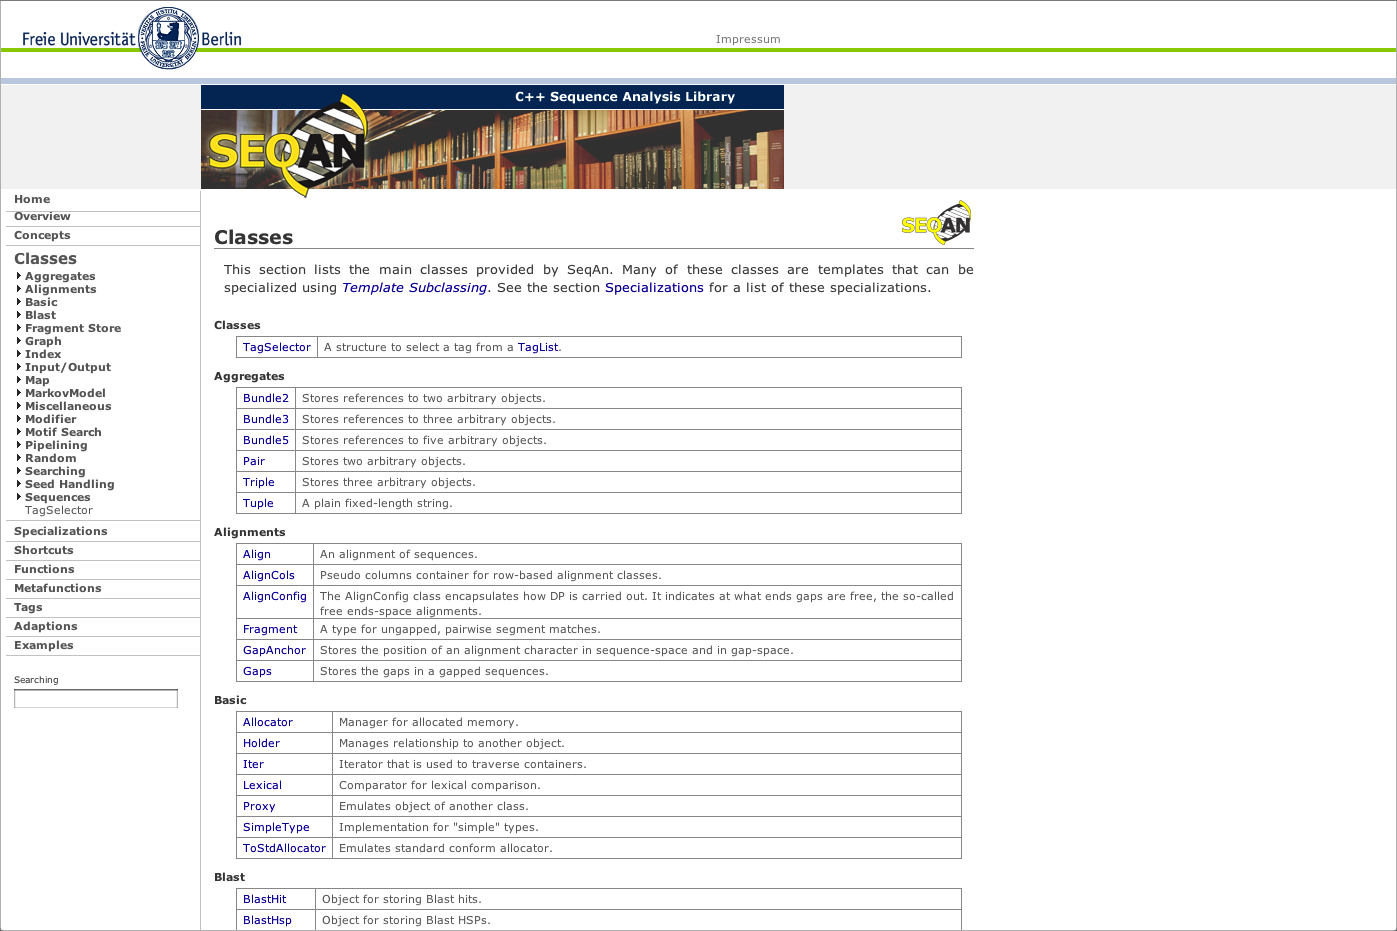 Freie Universität Berlin
Impressum
C++ Sequence Analysis Library
SEQAN
Home
Overview
Concepts
Classes
Aggregates
Alignments
Basic
Blast
Fragment Store
Graph
Index
Input/Output
Map
MarkovModel
Miscellaneous
Modifier
Motif Search
Pipelining
Random
Searching
Seed Handling
Sequences
TagSelector
Specializations
Shortcuts
Functions
Metafunctions
Tags
Adaptions
Examples
Searching
SEQAN
Classes
This section lists the main classes provided by SeqAn. Many of these classes are templates that can be
specialized using Template Subclassing. See the section Specializations for a list of these specializations.
Classes
TagSelector A structure to select a tag from a TagList.
Aggregates
Bundle2 Stores references to two arbitrary objects.
Bundle3 Stores references to three arbitrary objects.
Bundle5 Stores references to five arbitrary objects.
Pair Stores two arbitrary objects.
Triple Stores three arbitrary objects.
Tuple A plain fixed-length string.
Alignments
Align An alignment of sequences.
AlignCols Pseudo columns container for row-based alignment classes.
AlignConfig The AlignConfig class encapsulates how DP is carried out. It indicates at what ends gaps are free, the so-called
free ends-space alignments.
Fragment A type for ungapped, pairwise segment matches.
GapAnchor Stores the position of an alignment character in sequence-space and in gap-space.
Gaps Stores the gaps in a gapped sequences.
Basic
Allocator Manager for allocated memory.
Holder Manages relationship to another object.
Iter Iterator that is used to traverse containers.
Lexical Comparator for lexical comparison.
Proxy Emulates object of another class.
SimpleType Implementation for "simple" types.
ToStdAllocator Emulates standard conform allocator.
Blast
BlastHit Object for storing Blast hits.
BlastHsp Object for storing Blast HSPs.